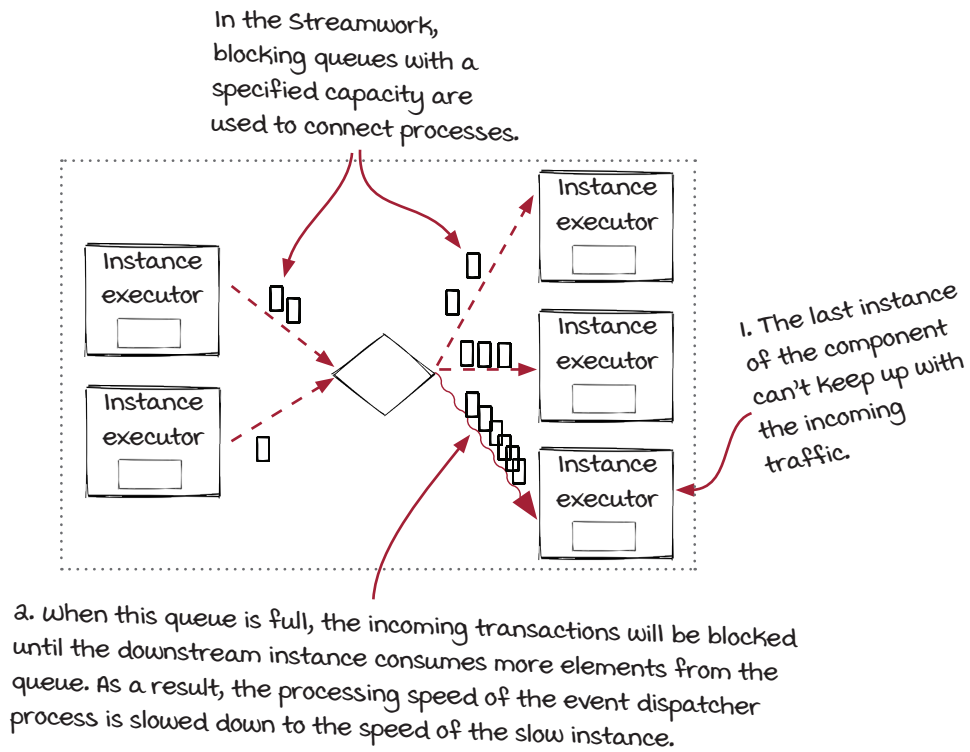 In the Streamwork,
blocking queues with a
specified capacity are
used to connect processes.
Instance
executor
Instance
executor
Instance
executor
Instance
executor
Instance
executor
1. The last instance
of the component
can't keep up with
the incoming
traffic.
2. When this queue is full, the incoming transactions will be blocked
until the downstream instance consumes more elements from the
queue. As a result, the processing speed of the event dispatcher
process is slowed down to the speed of the slow instance.